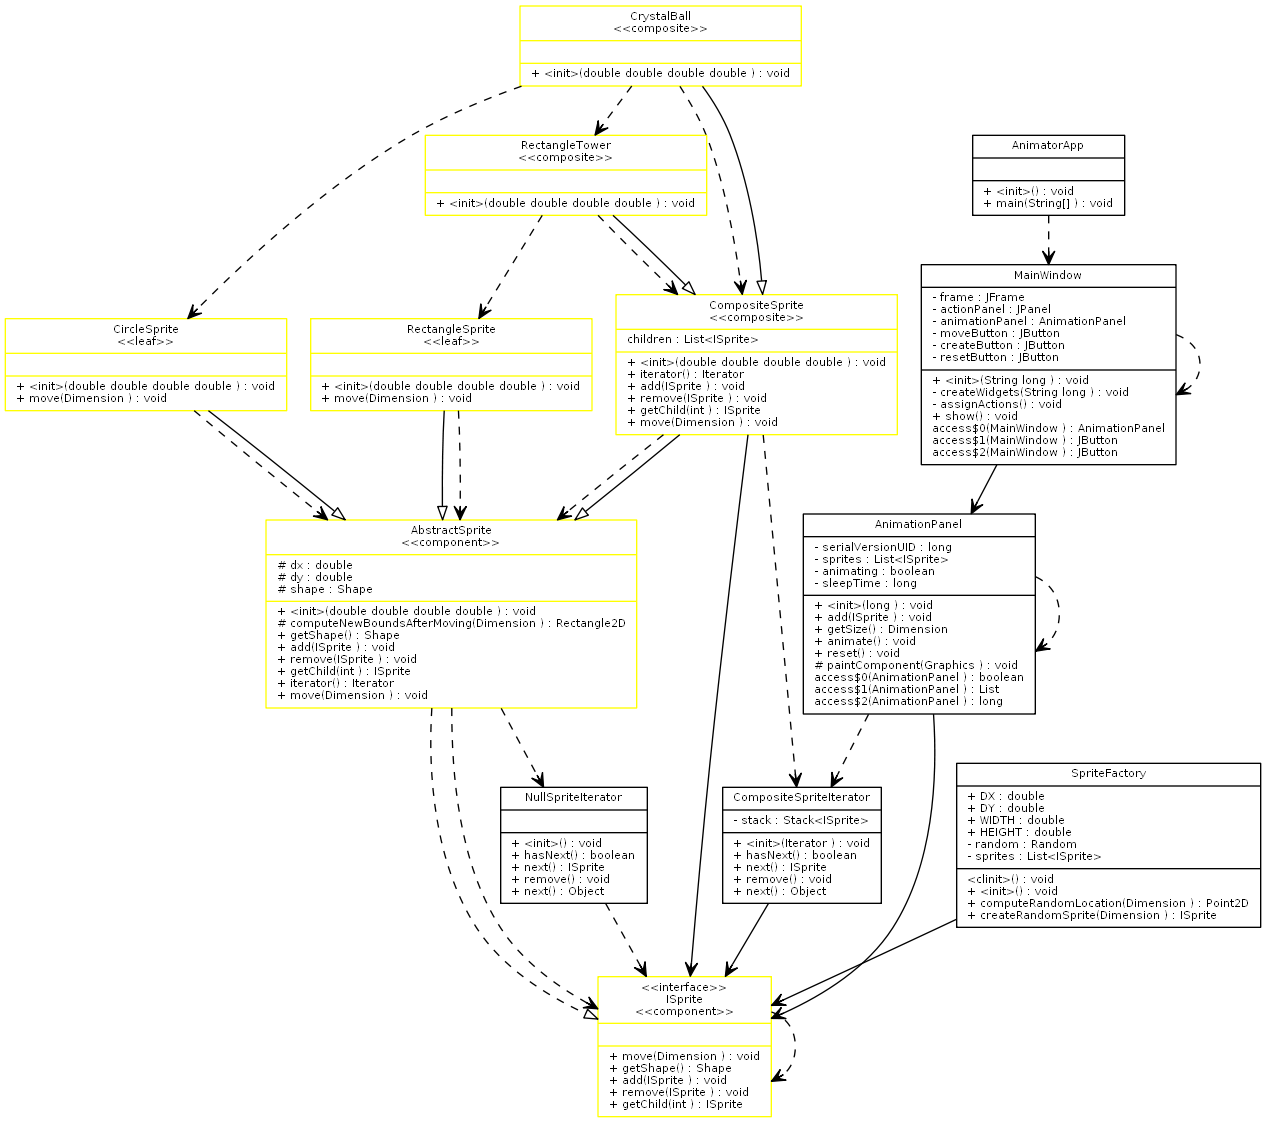 CrystalBall
<<composite>>
+ <init>(double double double double ) : void
RectangleTower
<<composite>>
+ <init>(double double double double ) : void
AnimatorApp
+ <init>() : void
+ main(String[] ) : void
MainWindow
- frame : JFrame
- actionPanel : JPanel
- animationPanel : AnimationPanel
- moveButton : JButton
- createButton : JButton
- resetButton : JButton
+ <init>(String long ) : void
- createWidgets(String long ) : void
- assignActions() : void
+ show() : void
access$0(MainWindow ) : AnimationPanel
access$1(MainWindow ) : JButton
access$2(MainWindow ) : JButton
CircleSprite
<<leaf>>
+ <init>(double double double double ) : void
+ move(Dimension ) : void
RectangleSprite
<<leaf>>
+ <init>(double double double double ) : void
+ move(Dimension ) : void
CompositeSprite
<<composite>>
children : List<ISprite>
+ <init>(double double double double ) : void
+ iterator() : Iterator
+ add(ISprite ) : void
+ remove(ISprite ) : void
+ getChild(int ) : ISprite
+ move(Dimension ) : void
AbstractSprite
<<component>>
# dx : double
# dy : double
# shape : Shape
+ <init>(double double double double ) : void
# computeNewBoundsAfterMoving(Dimension ) : Rectangle2D
+ getShape() : Shape
+ add(ISprite ) : void
+ remove(ISprite ) : void
+ getChild(int ) : ISprite
+ iterator() : Iterator
+ move(Dimension ) : void
AnimationPanel
- serialVersionUID : long
- sprites : List<ISprite>
- animating : boolean
- sleepTime : long
+ <init>(long ) : void
+ add(ISprite ) : void
+ getSize() : Dimension
+ animate() : void
+ reset() : void
# paintComponent(Graphics ) : void
access$0(AnimationPanel ) : boolean
access$1(AnimationPanel ) : List
access$2(AnimationPanel ) : long
NullSpriteIterator
+ <init>() : void
+ hasNext() : boolean
+ next() : ISprite
+ remove() : void
+ next() : Object
CompositeSpriteIterator
- stack : Stack<ISprite>
+ <init>(Iterator ) : void
+ hasNext() : boolean
+ next() : ISprite
+ remove() : void
+ next() : Object
SpriteFactory
+ DX : double
+ DY : double
+ WIDTH : double
+ HEIGHT : double
- random : Random
- sprites : List<ISprite>
<clinit>() : void
+ <init>() : void
+ computeRandomLocation(Dimension ) : Point2D
+ createRandomSprite(Dimension ) : ISprite
<<interface>>
ISprite
<<component>>
+ move(Dimension ) : void
+ getShape() : Shape
+ add(ISprite ) : void
+ remove(ISprite ) : void
+ getChild(int ) : ISprite